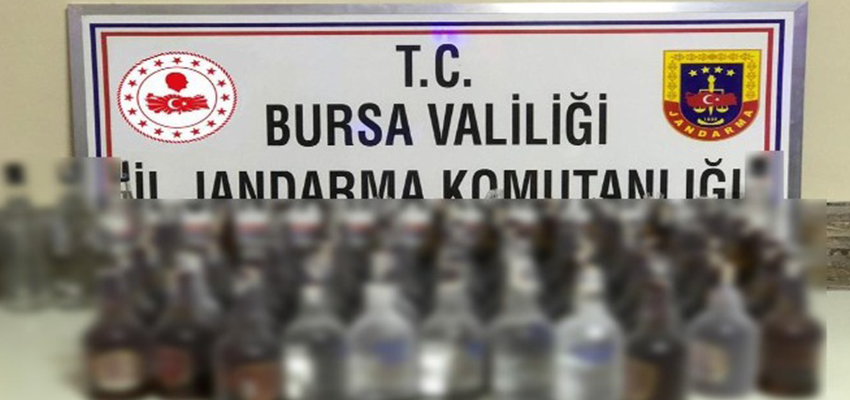 T.C.
BURSA VALİLİĞİ
İL JANDARMA KOMUTANLIĞI
JANDARMA